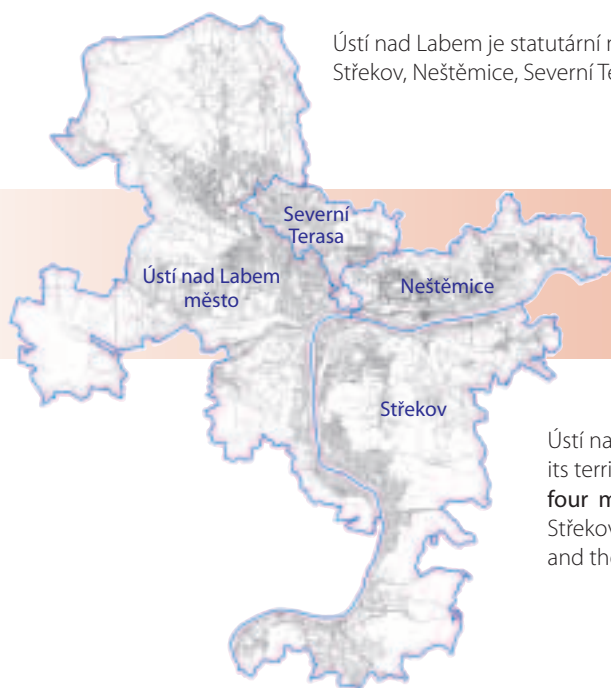 Ústí nad Labem je statutární
Střekov, Neštěmice, Severní
Severní
Terasa
Ústí nad Labem
město
Neštěmice
Střekov
Ústí
its
four
Střekov
and